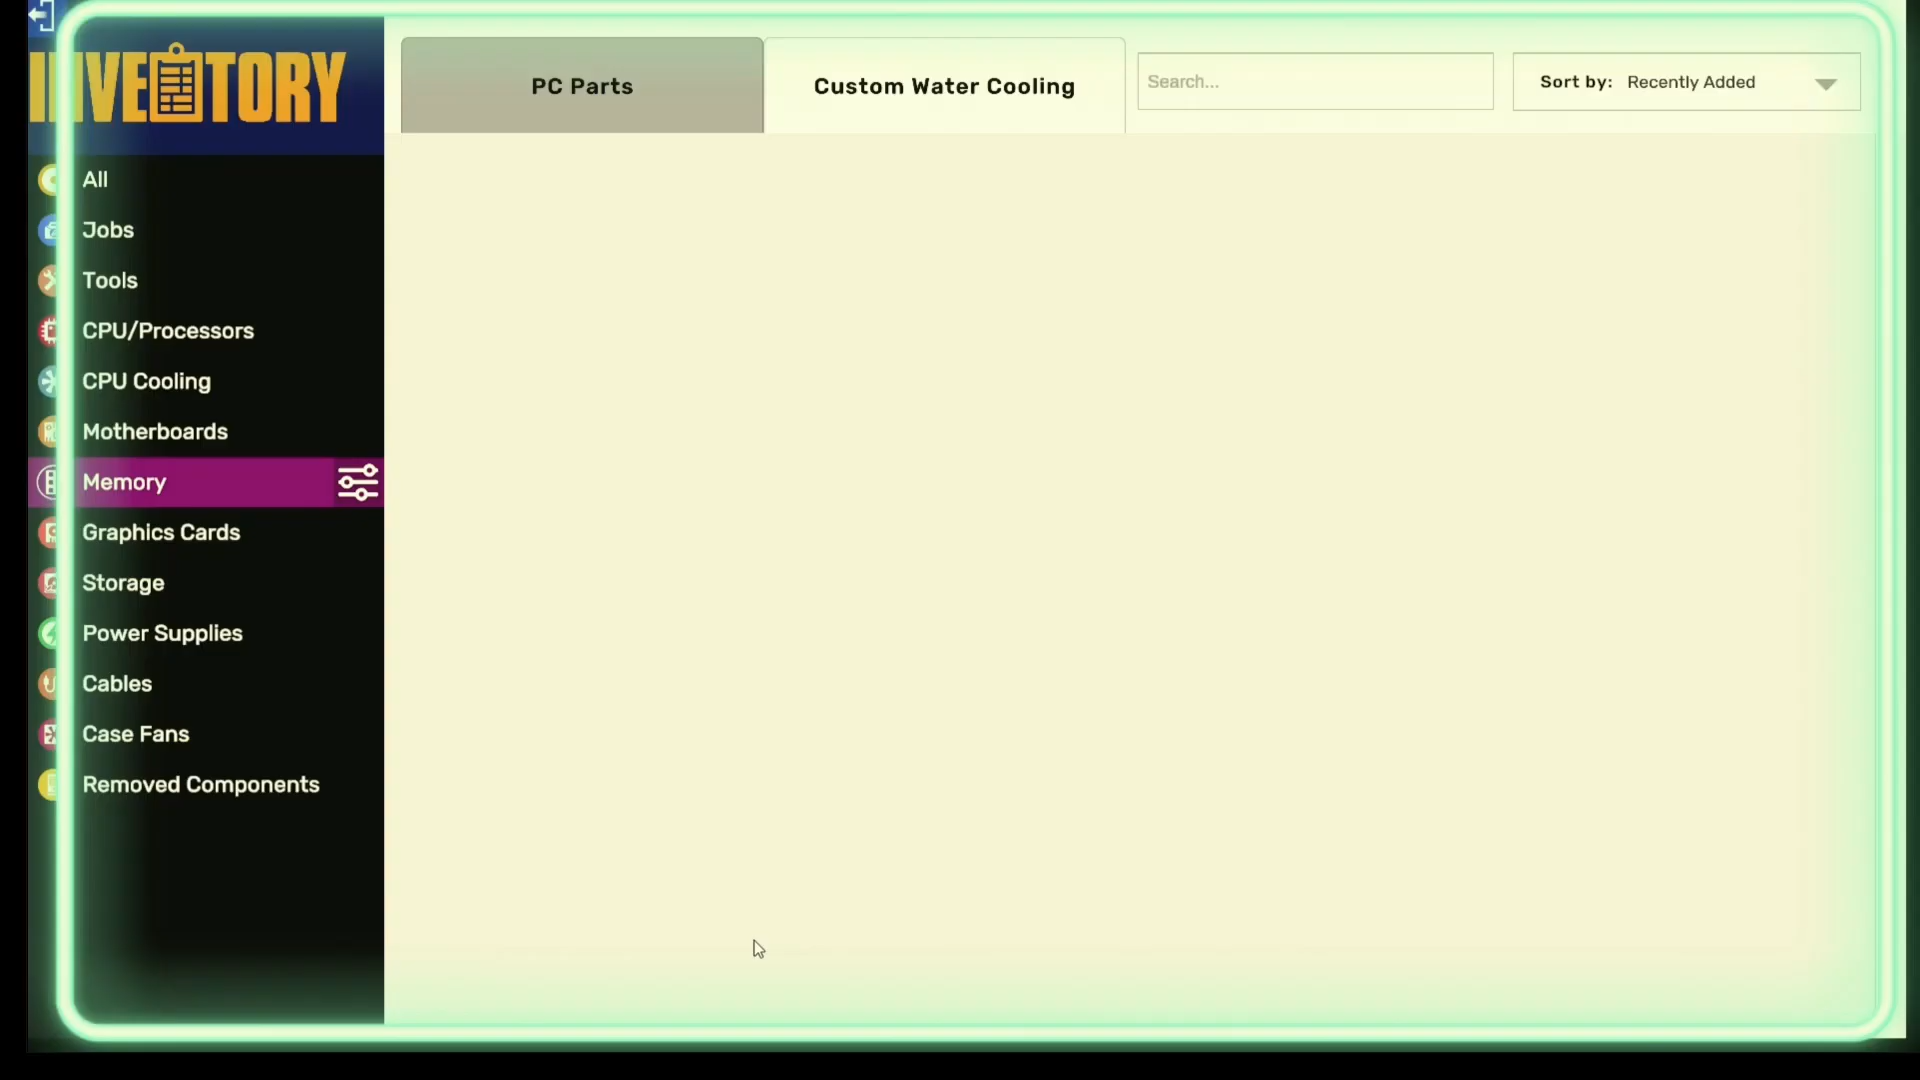 INVENTORY
PC Parts
Custom Water Cooling
Search...
Sort by: Recently Added
All
Jobs
Tools
CPU/Processors
CPU Cooling
Motherboards
Memory
Graphics Cards
Storage
Power Supplies
Cables
Case Fans
Removed Components